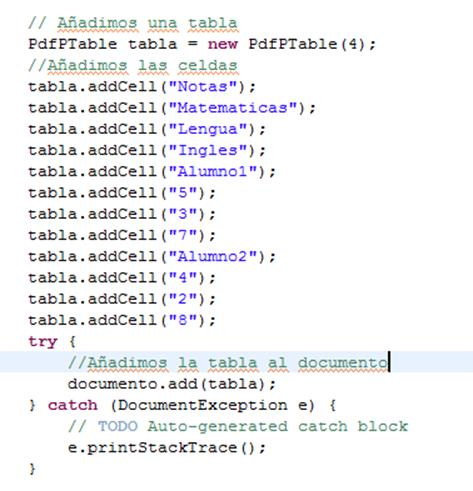 // Añadimos una tabla
PdfPTable tabla = new PdfPTable(4);
//Añadimos las celdas
tabla.addCell("Notas");
tabla.addCell("Matematicas");
tabla.addCell("Lengua");
tabla.addCell("Ingles");
tabla.addCell("Alumno1");
tabla.addCell("5");
tabla.addCell("3");
tabla.addCell("7");
tabla.addCell("Alumno2");
tabla.addCell("4");
tabla.addCell("2");
tabla.addCell("8");
try {
    //Añadimos la tabla al documento
    documento.add(tabla);
} catch (DocumentException e) {
    // TODO Auto-generated catch block
    e.printStackTrace();
}